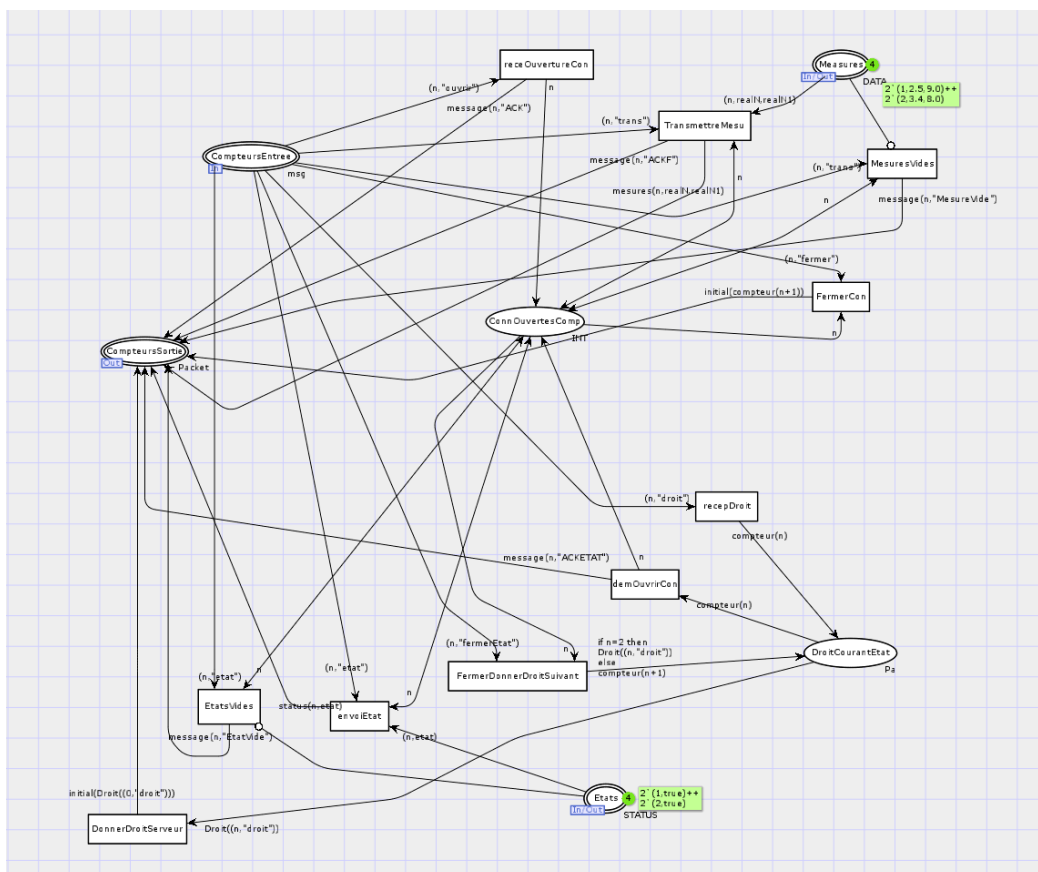 receOuvertureCon
Measures
4
In/Out
DATA
2`(1,2.5,9.0)++
2`(2,3.4,8.0)
(n,"ouvrir")
n
message(n,"ACK")
(n,realN,realN1)
(n,"trans")
TransmettreMesu
CompteursEntree
In
msg
message(n,"ACKF")
MesuresVides
(n,"trans")
n
mesures(n,realN,realN1)
n
message(n,"MesureVide")
(n,"fermer")
initial(compteur(n+1))
FermerCon
ConnOuvertesComp
INT
n
CompteursSortie
Out
Packet
(n,"droit")
recepDroit
compteur(n)
message(n,"ACKETAT")
n
demOuvrirCon
compteur(n)
(n,"fermerEtat")
n
if n=2 then
Droit((n,"droit"))
else
compteur(n+1)
DroitCourantEtat
Pa
FermerDonnerDroitSuivant
(n,"etat")
n
(n,"etat")
n
EtatsVides
status(n,etat)
envoiEtat
message(n,"EtatVide")
(n,etat)
initial(Droit((0,"droit")))
Etats
4
2`(1,true)++
2`(2,true)
In/Out
STATUS
DonnerDroitServeur
Droit((n,"droit"))